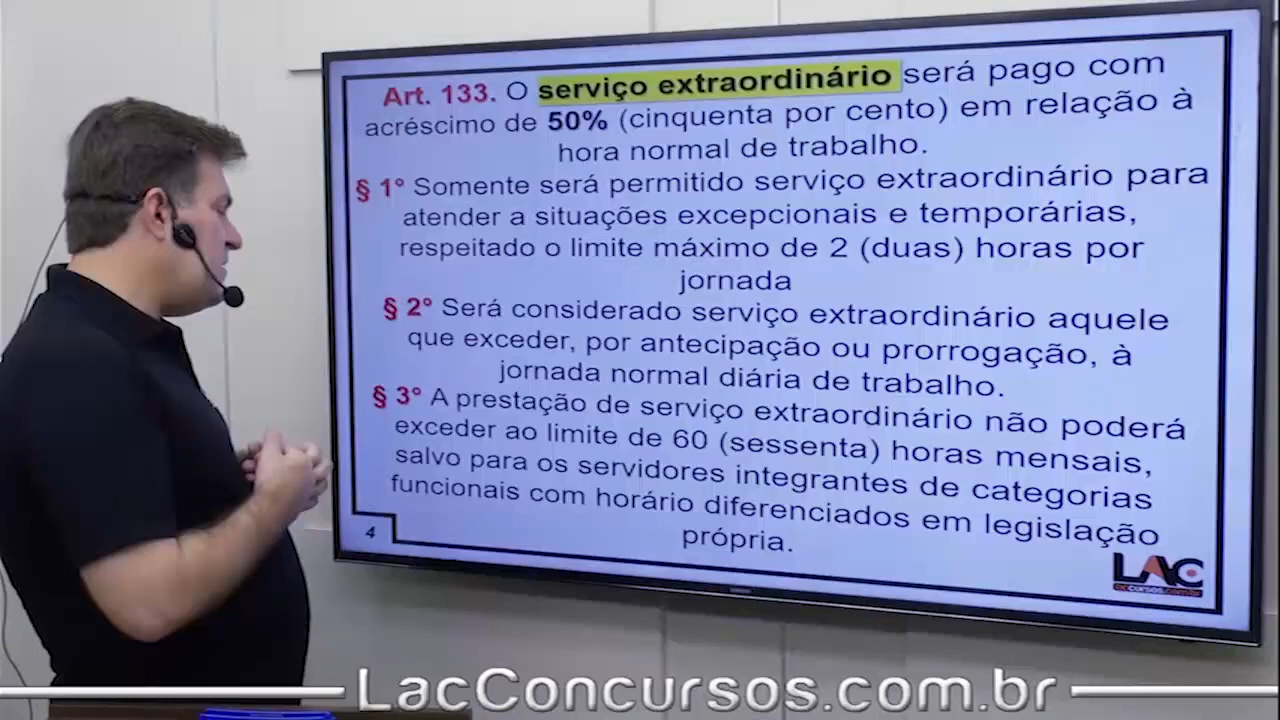 Art. 133. O serviço extraordinário será pago com
acréscimo de 50% (cinquenta por cento) em relação à
hora normal de trabalho.
§ 1° Somente será permitido serviço extraordinário para
atender a situações excepcionais e temporárias,
respeitado o limite máximo de 2 (duas) horas por
jornada
§ 2° Será considerado serviço extraordinário aquele
que exceder, por antecipação ou prorrogação, à
jornada normal diária de trabalho.
§ 3° A prestação de serviço extraordinário não poderá
exceder ao limite de 60 (sessenta) horas mensais,
salvo para os servidores integrantes de categorias
funcionais com horário diferenciados em legislação
própria.
4
LAC
concursos.com.br
LacConcursos.com.br